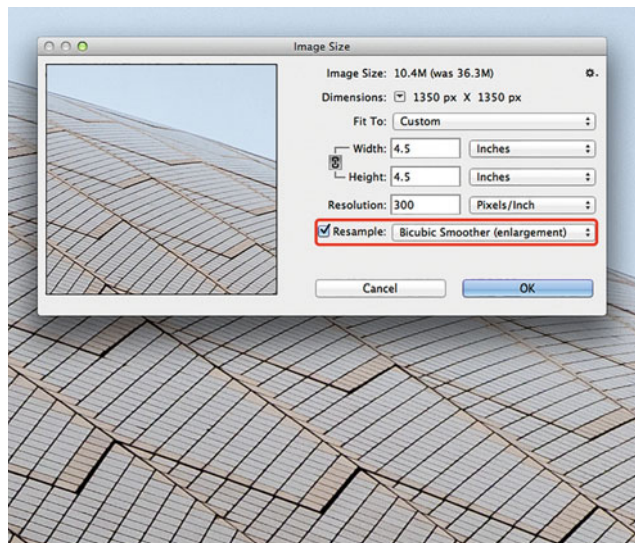 Image Size
Image Size: 10.4M (was 36.3M)
Dimensions: 1350 px X 1350 px
Fit To: Custom
Width: 4.5 Inches
Height: 4.5 Inches
Resolution: 300 Pixels/Inch
Resample: Bicubic Smoother (enlargement)
Cancel OK